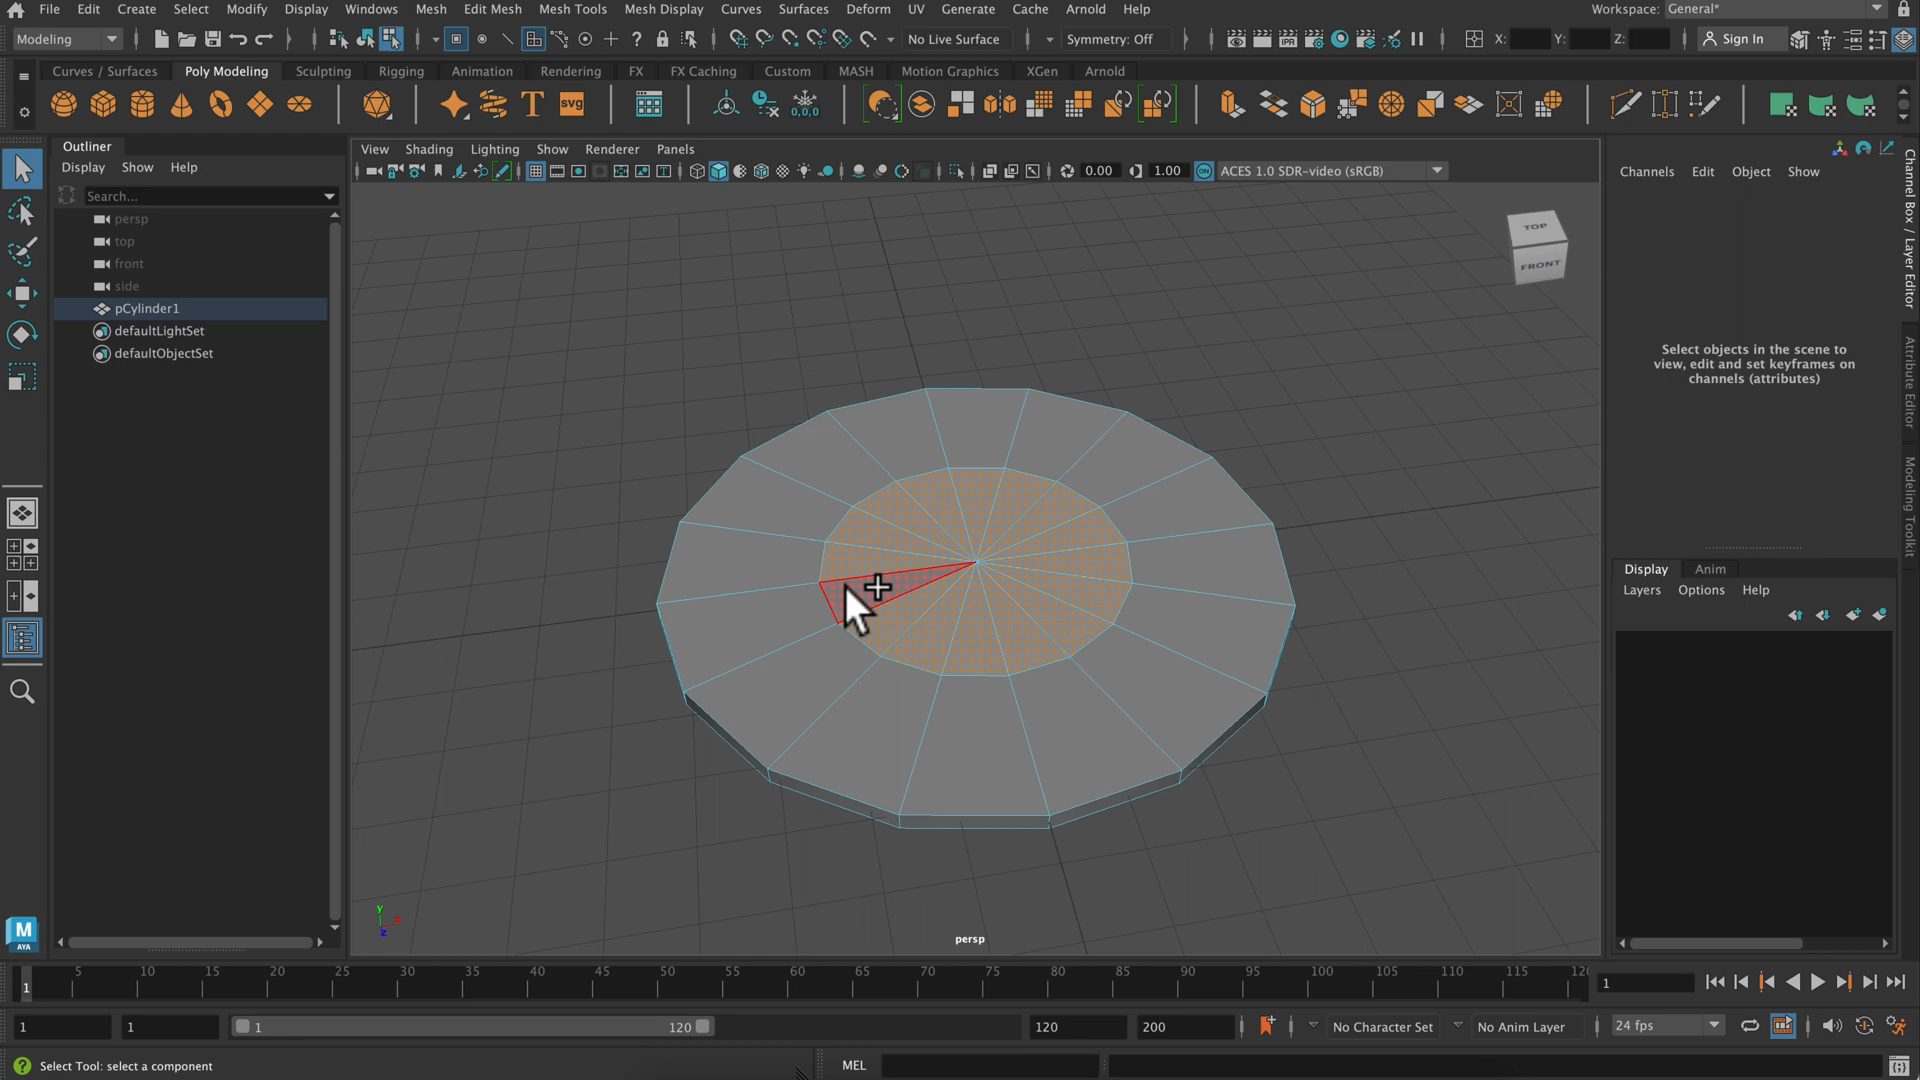 File Edit Create Select Modify Display Windows Mesh Edit Mesh Mesh Tools Mesh Display Curves Surfaces Deform UV Generate Cache Arnold Help Workspace: General*
Modeling No Live Surface Symmetry: Off IPR X: Y: Z: Sign In
Curves / Surfaces Poly Modeling Sculpting Rigging Animation Rendering FX FX Caching Custom MASH Motion Graphics XGen Arnold
T svg 0,0,0
Outliner
Display Show Help
Search...
persp
top
front
side
pCylinder1
defaultLightSet
defaultObjectSet
View Shading Lighting Show Renderer Panels
0.00 1.00 ON ACES 1.0 SDR-video (sRGB)
TOP
FRONT
y
x
z
persp
Channels Edit Object Show
Select objects in the scene to
view, edit and set keyframes on
channels (attributes)
Channel Box / Layer Editor
Attribute Editor
Modeling Toolkit
Display Anim
Layers Options Help
M
AYA
1 5 10 15 20 25 30 35 40 45 50 55 60 65 70 75 80 85 90 95 100 105 110 115 120 1
1 1 1 120 120 200 No Character Set No Anim Layer 24 fps
Select Tool: select a component MEL